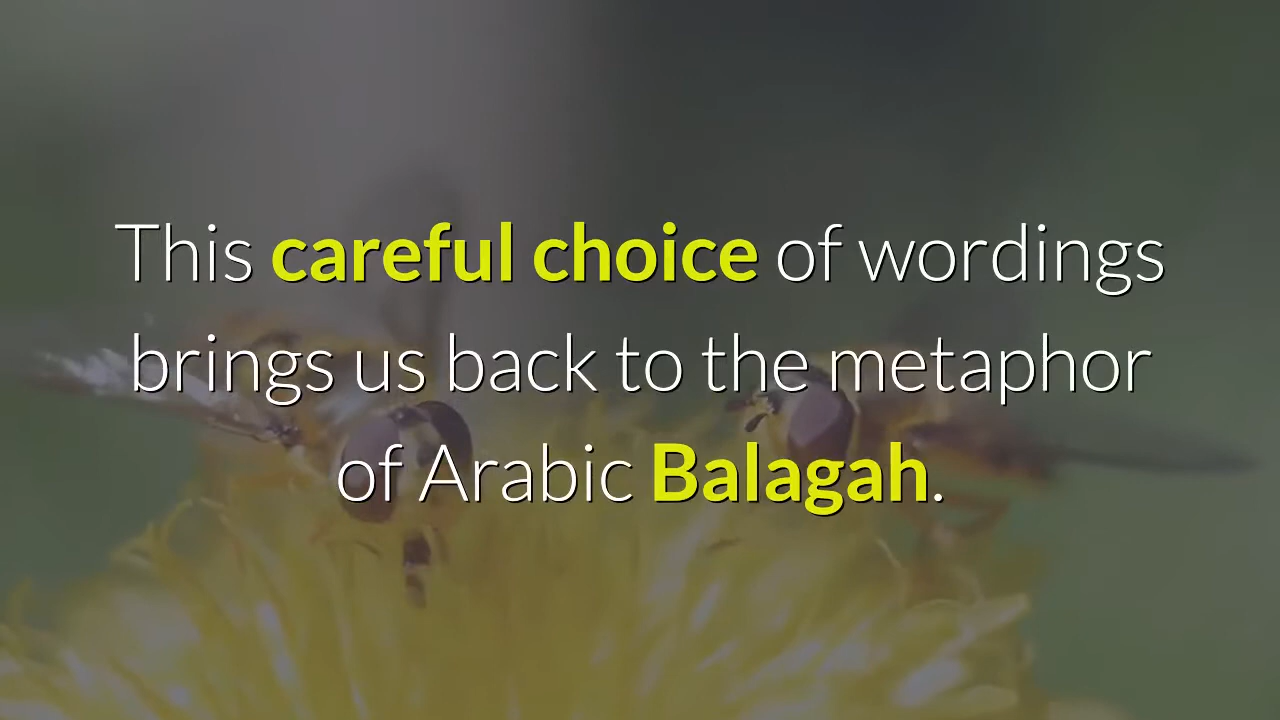 This careful choice of wordings
brings us back to the metaphor
of Arabic Balagah.